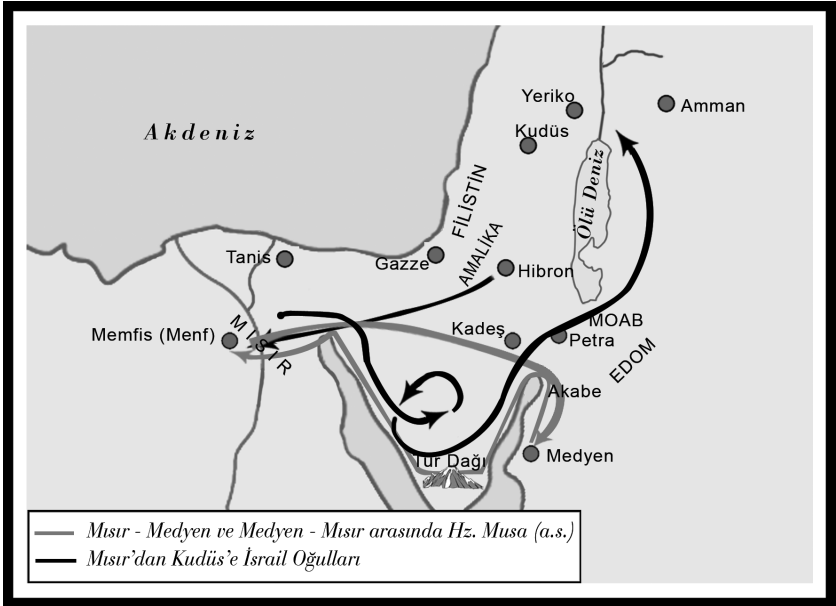 Akdeniz
Yeriko
Amman
Kudüs
Ölü Deniz
FİLİSTİN
AMALİKA
Tanis
Gazze
Hibron
MOAB
Memfis (Menf)
MISIR
Kadeş
Petra
EDOM
Akabe
Tur Dağı
Medyen
Mısır - Medyen ve Medyen - Mısır arasında Hz. Musa (a.s.)
Mısır’dan Kudüs’e İsrail Oğulları